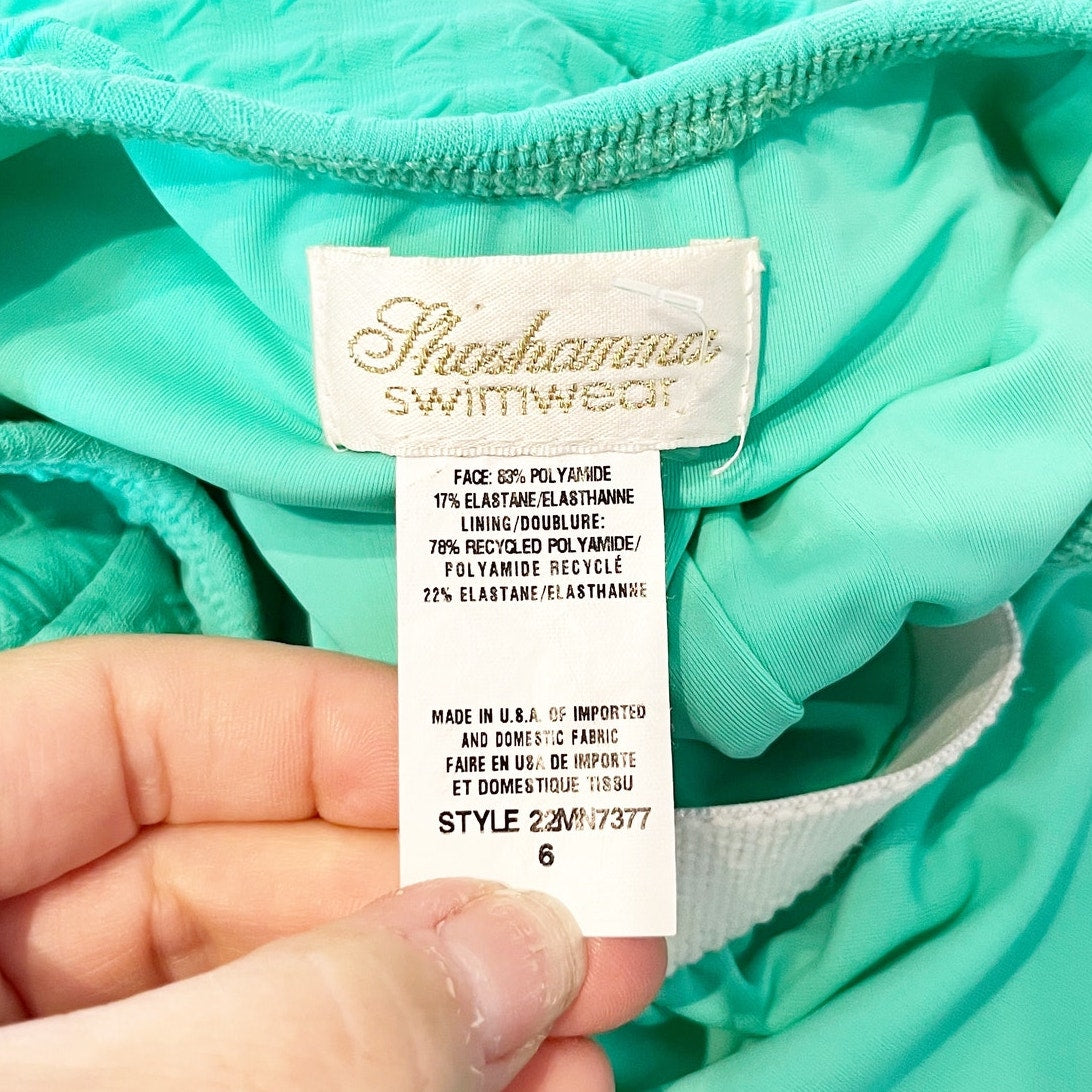 Shoshanna
swimwear
FACE: 83% POLYAMIDE
17% ELASTANE/ELASTHANNE
LINING/DOUBLURE:
78% RECYCLED POLYAMIDE/
POLYAMIDE RECYCLÉ
22% ELASTANE/ELASTHANNE
MADE IN U.S.A. OF IMPORTED
AND DOMESTIC FABRIC
FAIRE EN USA DE IMPORTE
ET DOMESTIQUE TISSU
STYLE 22MN7377
6